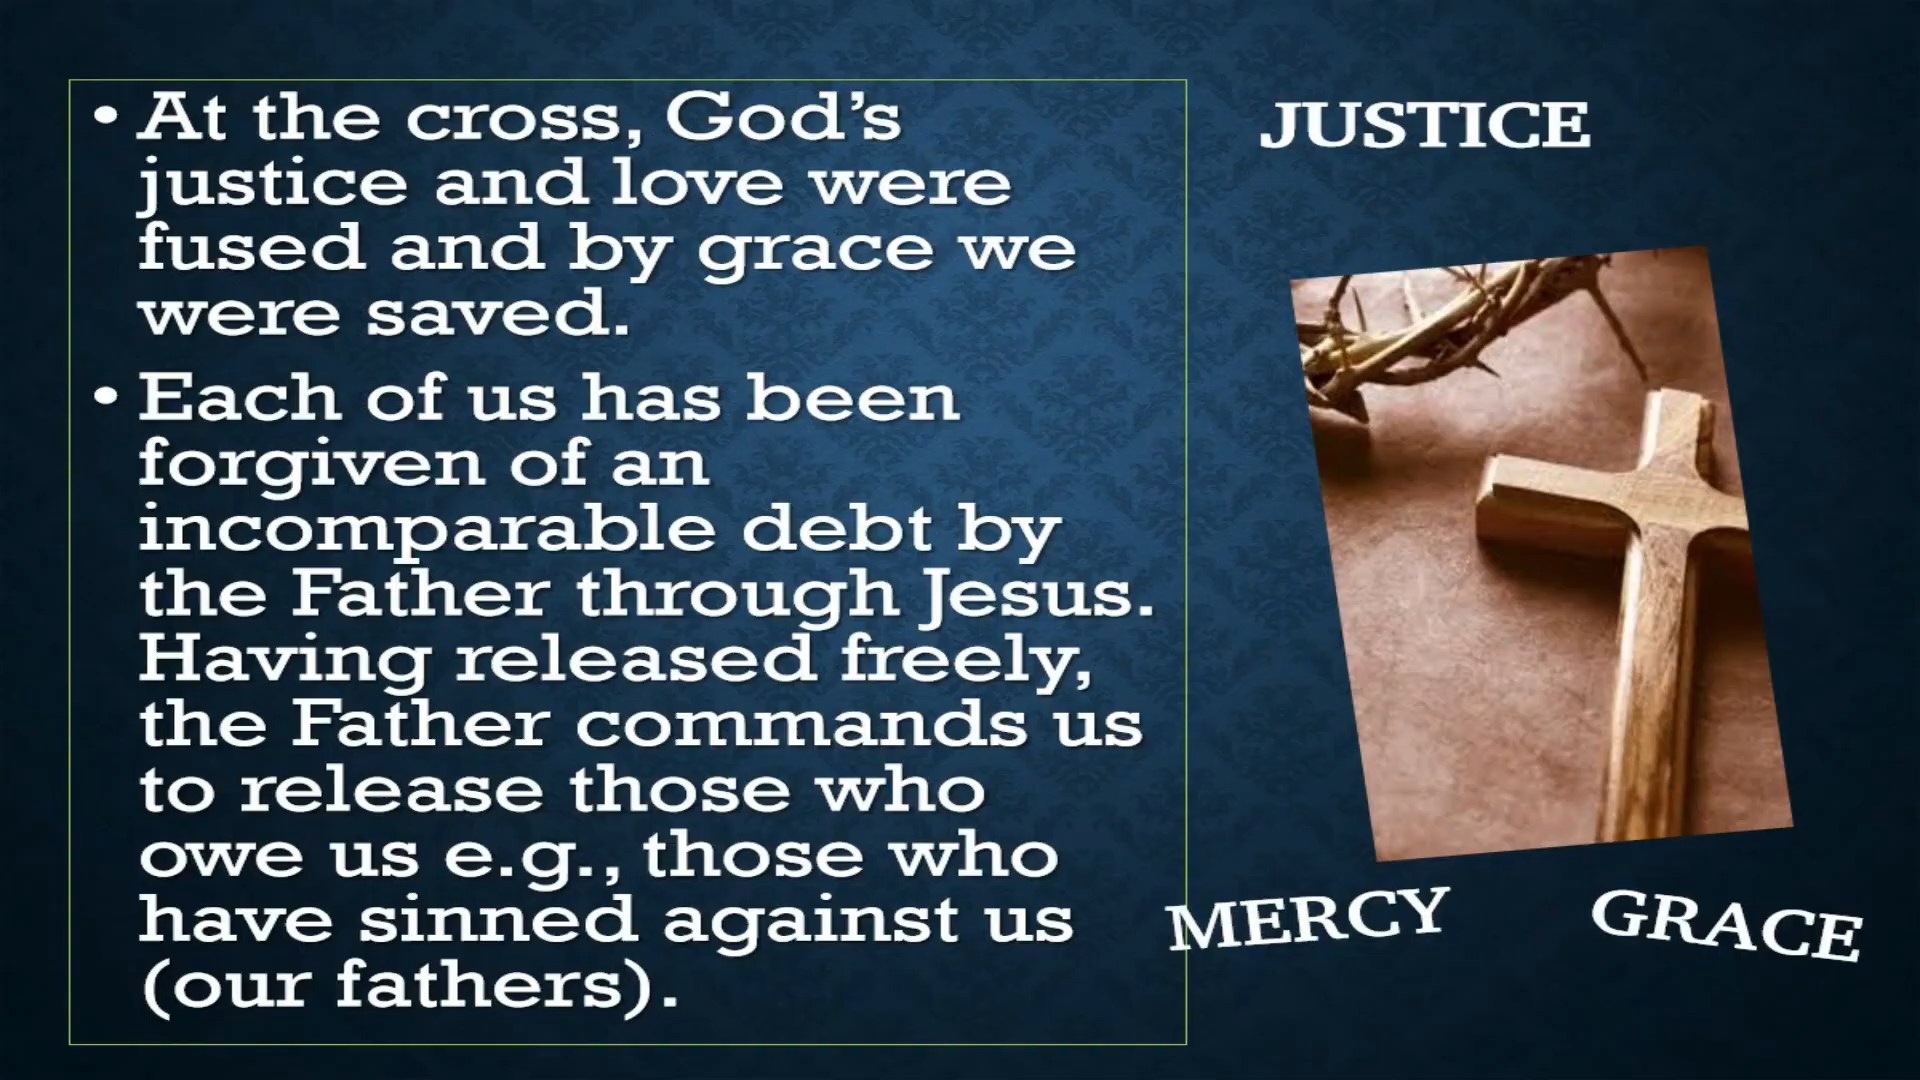 • At the cross, God’s
justice and love were
fused and by grace we
were saved.
• Each of us has been
forgiven of an
incomparable debt by
the Father through Jesus.
Having released freely,
the Father commands us
to release those who
owe us e.g., those who
have sinned against us
(our fathers).
JUSTICE
MERCY
GRACE